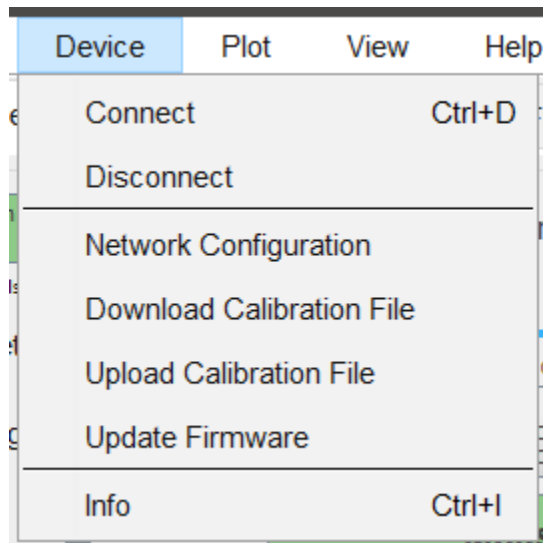 Device Plot View Help
Connect Ctrl+D
Disconnect
Network Configuration
Download Calibration File
Upload Calibration File
Update Firmware
Info Ctrl+I